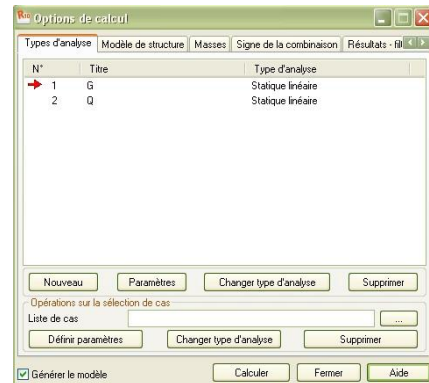 Options de calcul
Types d'analyse Modèle de structure Masses Signe de la combinaison Résultats - filt
N° Titre Type d'analyse
1 G Statique linéaire
2 Q Statique linéaire
Nouveau Paramètres Changer type d'analyse Supprimer
Opérations sur la sélection de cas
Liste de cas ...
Définir paramètres Changer type d'analyse Supprimer
Générer le modèle Calculer Fermer Aide